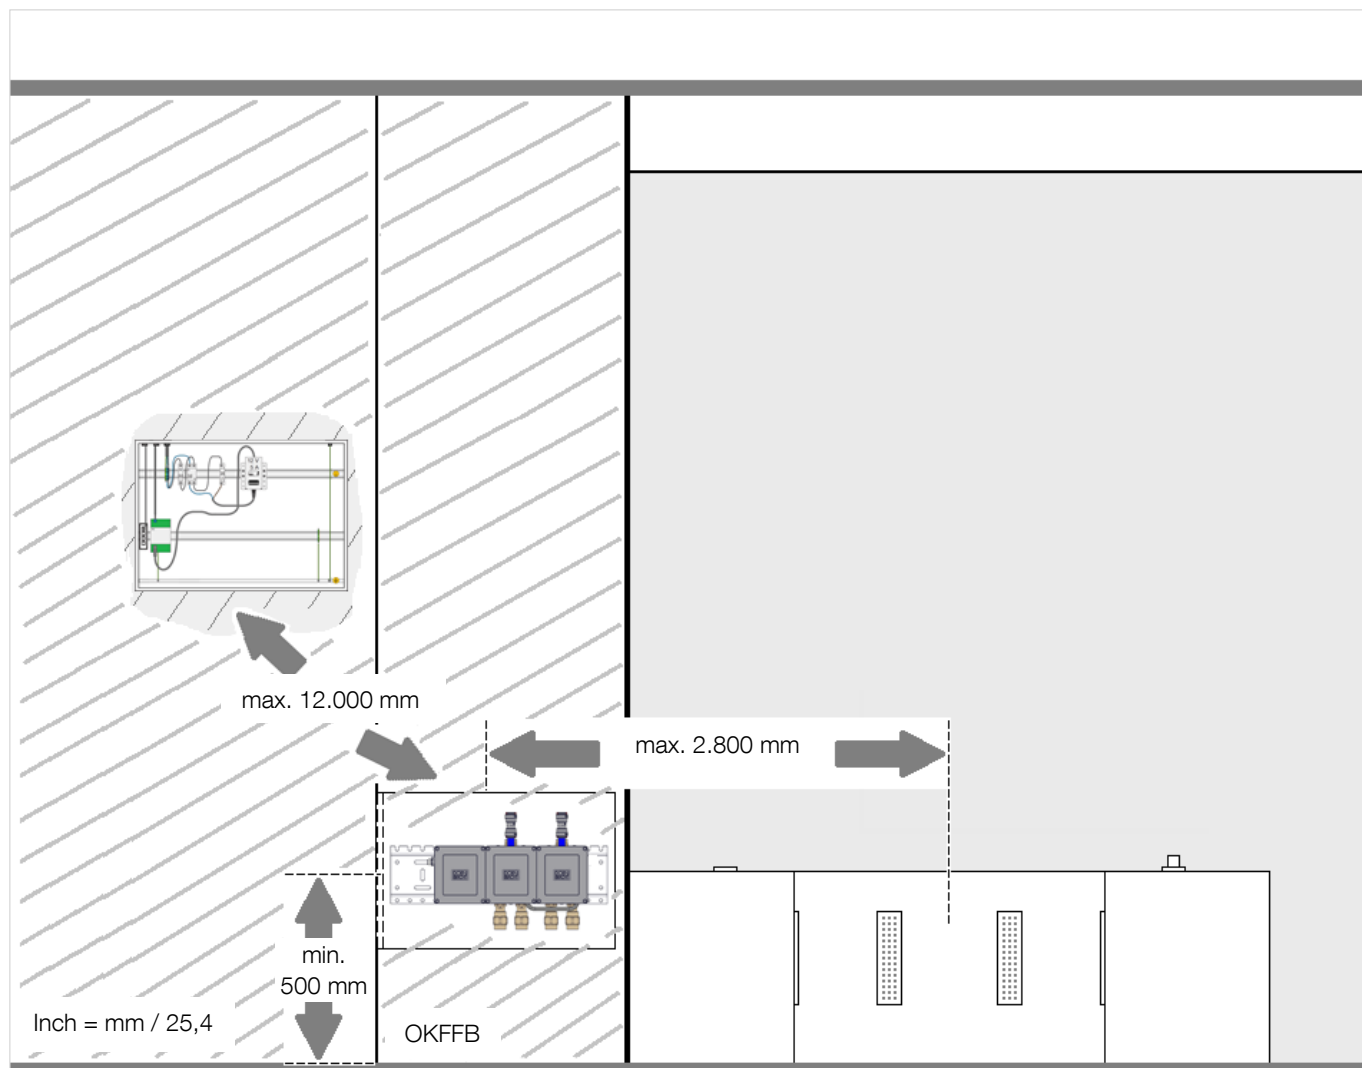 max. 12.000 mm
max. 2.800 mm
min.
500 mm
Inch = mm / 25,4
OKFFB